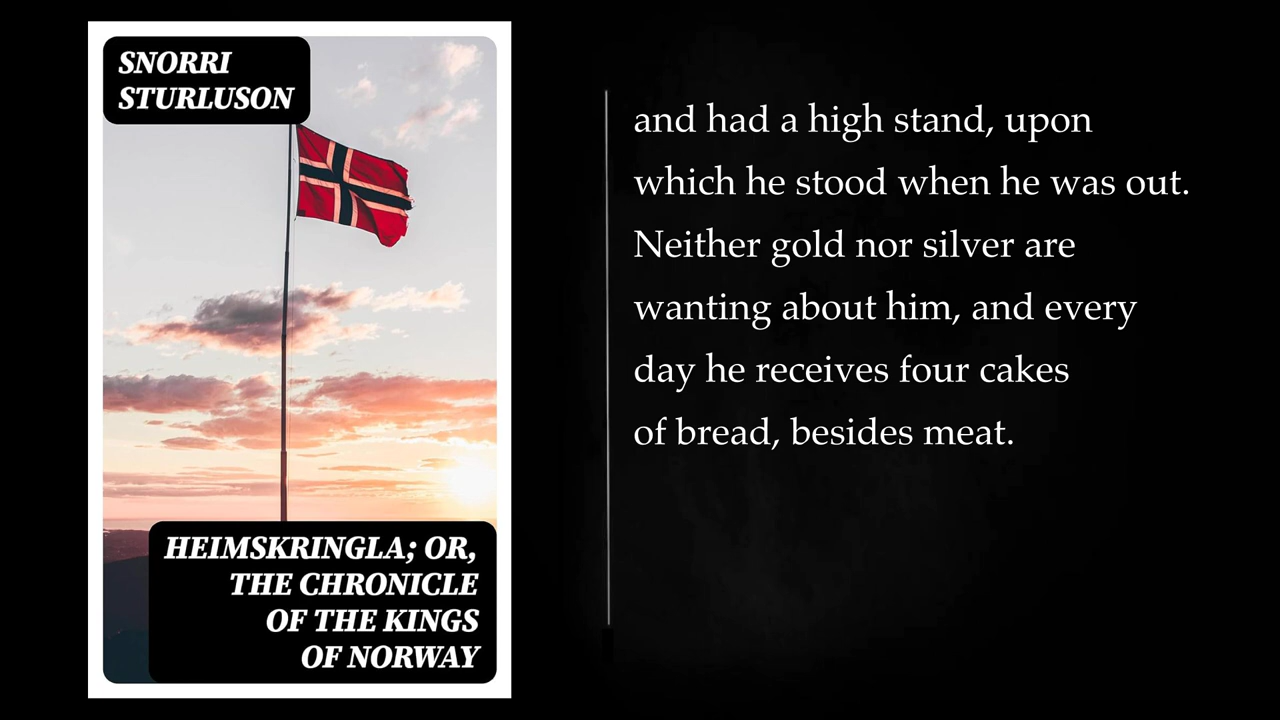 SNORRI
STURLUSON
HEIMSKRINGLA; OR,
THE CHRONICLE
OF THE KINGS
OF NORWAY
and had a high stand, upon
which he stood when he was out.
Neither gold nor silver are
wanting about him, and every
day he receives four cakes
of bread, besides meat.